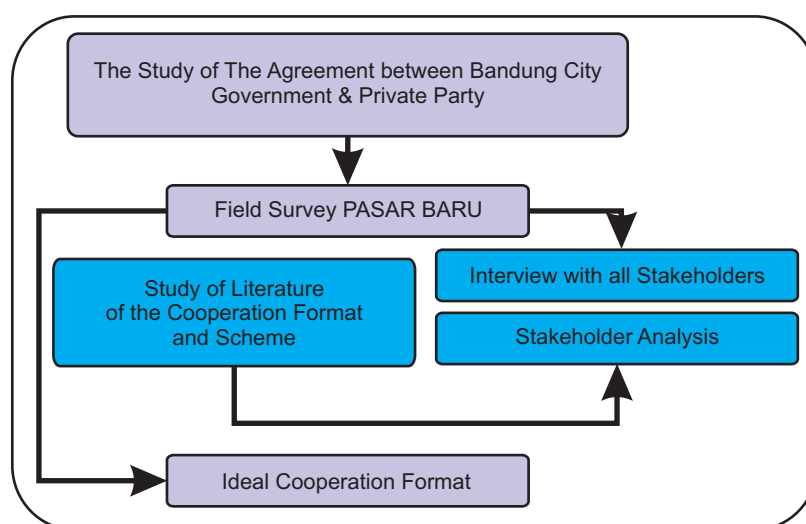 The Study of The Agreement between Bandung City
Government & Private Party
Field Survey PASAR BARU
Interview with all Stakeholders
Study of Literature
of the Cooperation Format
and Scheme
Stakeholder Analysis
Ideal Cooperation Format